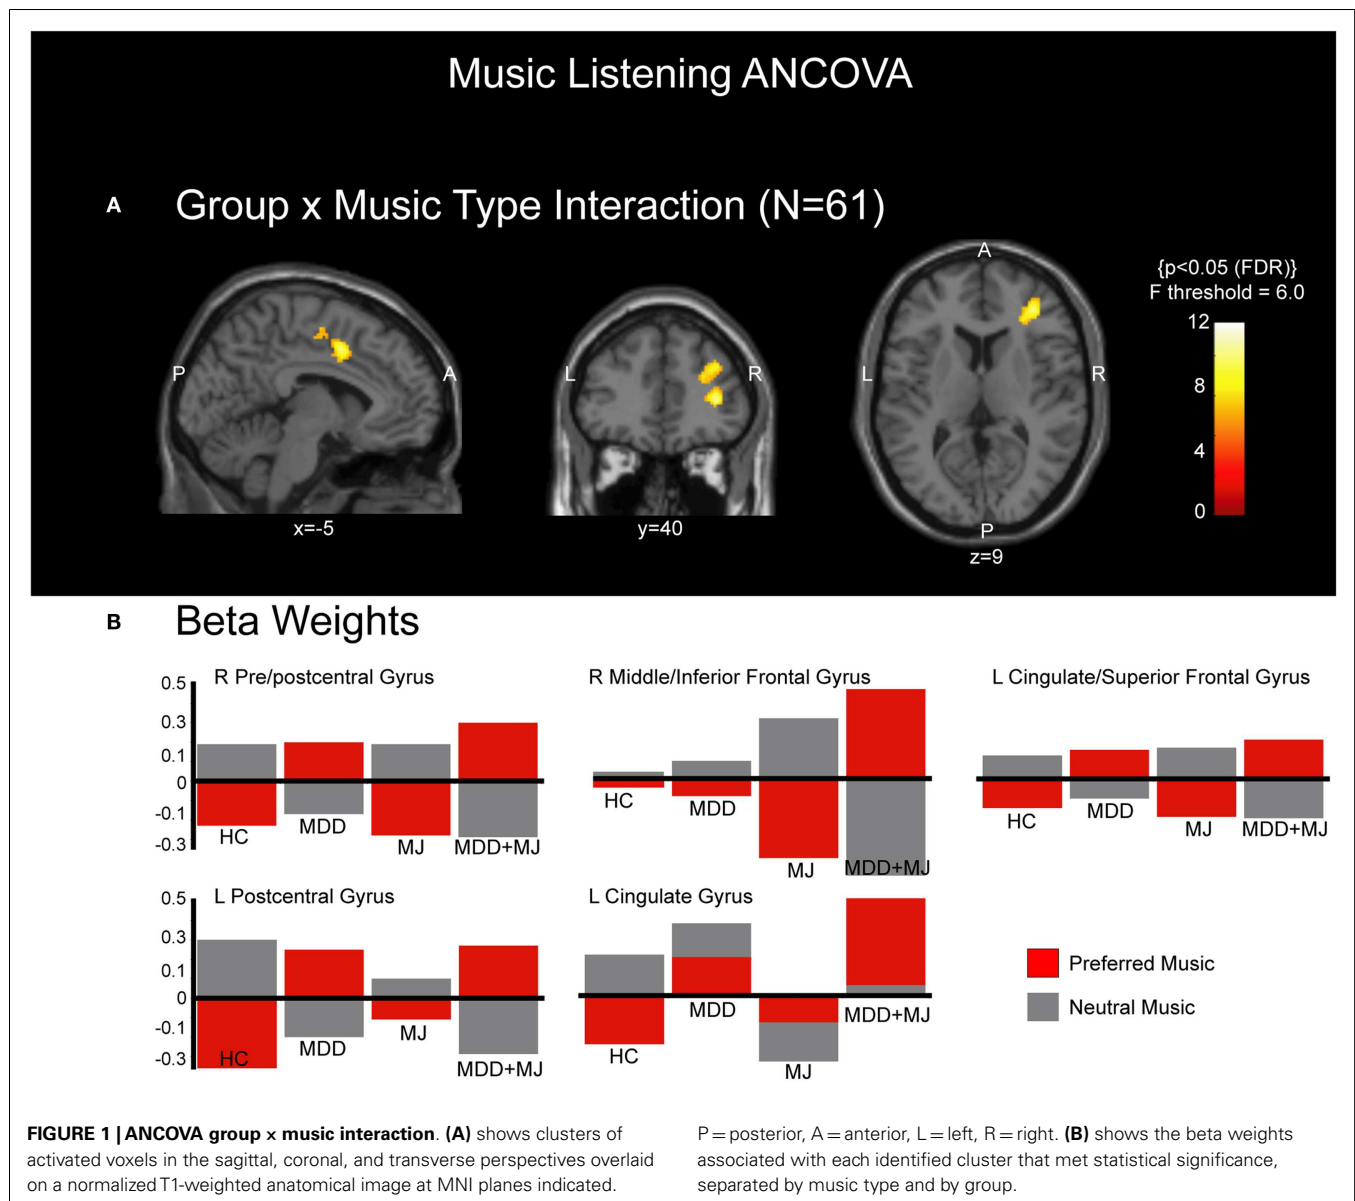 Music Listening ANCOVA
A Group x Music Type Interaction (N=61)
{p<0.05 (FDR)}
F threshold = 6.0
12
8
4
0
P
A
x=-5
L
R
y=40
A
L
R
P
z=9
B Beta Weights
R Pre/postcentral Gyrus
0.5
0.3
0.1
0
-0.1
-0.3
HC
MDD
MJ
MDD+MJ
R Middle/Inferior Frontal Gyrus
HC
MDD
MJ
MDD+MJ
L Cingulate/Superior Frontal Gyrus
HC
MDD
MJ
MDD+MJ
L Postcentral Gyrus
0.5
0.3
0.1
0
-0.1
-0.3
HC
MDD
MJ
MDD+MJ
L Cingulate Gyrus
HC
MDD
MJ
MDD+MJ
Preferred Music
Neutral Music
FIGURE 1 | ANCOVA group × music interaction. (A) shows clusters of
activated voxels in the sagittal, coronal, and transverse perspectives overlaid
on a normalized T1-weighted anatomical image at MNI planes indicated.
P = posterior, A = anterior, L = left, R = right. (B) shows the beta weights
associated with each identified cluster that met statistical significance,
separated by music type and by group.